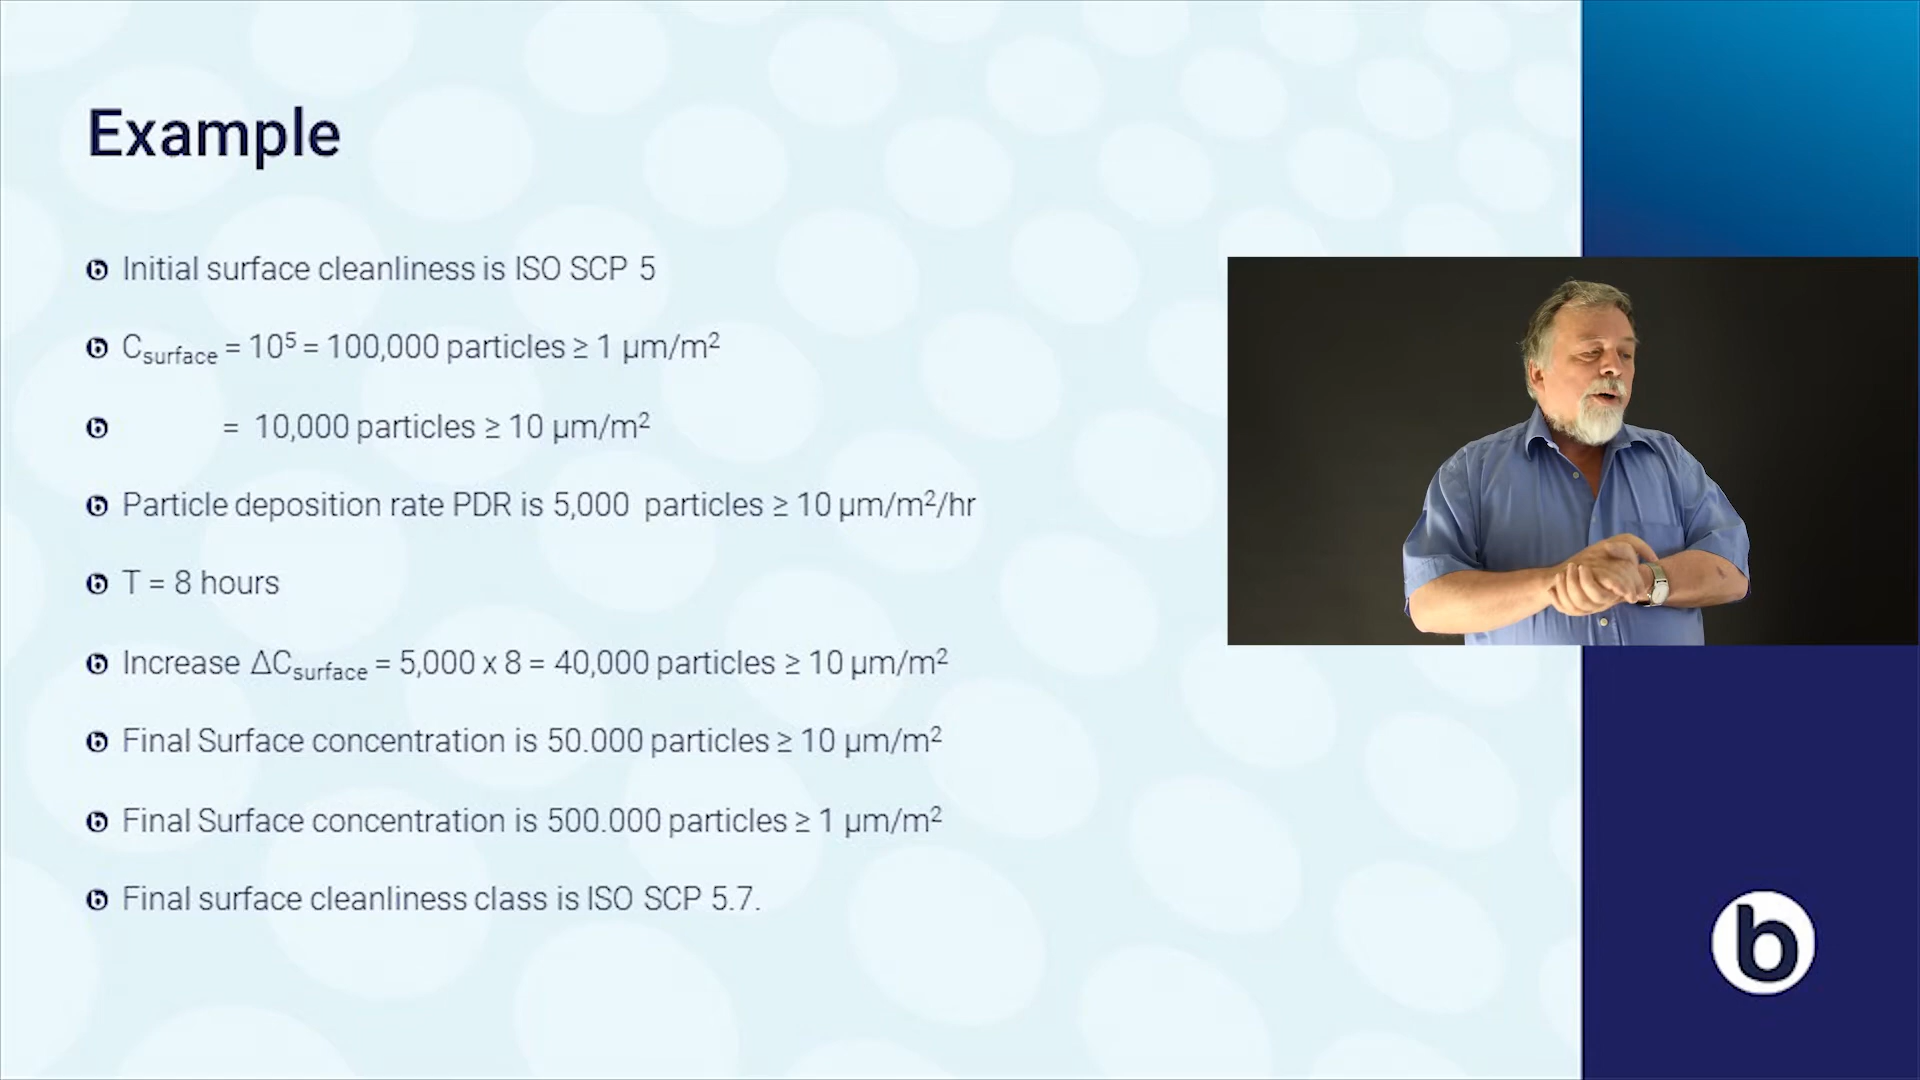 Example
Initial surface cleanliness is ISO SCP 5
C_surface = 10⁵ = 100,000 particles ≥ 1 µm/m²
= 10,000 particles ≥ 10 µm/m²
Particle deposition rate PDR is 5,000 particles ≥ 10 µm/m²/hr
T = 8 hours
Increase ΔC_surface = 5,000 x 8 = 40,000 particles ≥ 10 µm/m²
Final Surface concentration is 50.000 particles ≥ 10 µm/m²
Final Surface concentration is 500.000 particles ≥ 1 µm/m²
Final surface cleanliness class is ISO SCP 5.7.
b